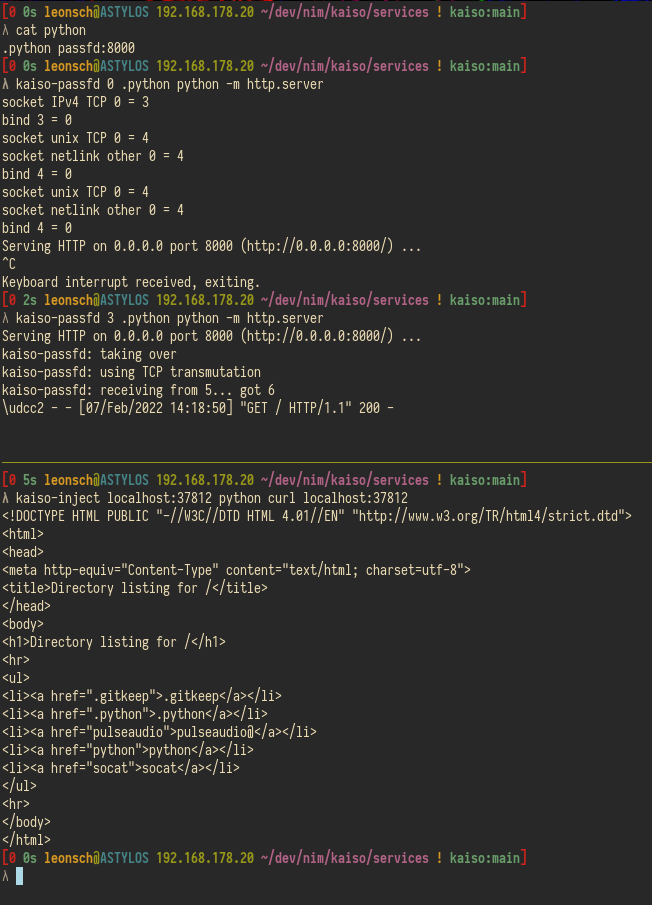 [0 0s leonsch@ASTYLOS 192.168.178.20 ~/dev/nim/kaiso/services ! kaiso:main]
λ cat python
.python passfd:8000
[0 0s leonsch@ASTYLOS 192.168.178.20 ~/dev/nim/kaiso/services ! kaiso:main]
λ kaiso-passfd 0 .python python -m http.server
socket IPv4 TCP 0 = 3
bind 3 = 0
socket unix TCP 0 = 4
socket netlink other 0 = 4
bind 4 = 0
socket unix TCP 0 = 4
socket netlink other 0 = 4
bind 4 = 0
Serving HTTP on 0.0.0.0 port 8000 (http://0.0.0.0:8000/) ...
^C
Keyboard interrupt received, exiting.
[0 2s leonsch@ASTYLOS 192.168.178.20 ~/dev/nim/kaiso/services ! kaiso:main]
λ kaiso-passfd 3 .python python -m http.server
Serving HTTP on 0.0.0.0 port 8000 (http://0.0.0.0:8000/) ...
kaiso-passfd: taking over
kaiso-passfd: using TCP transmutation
kaiso-passfd: receiving from 5... got 6
\udcc2 - - [07/Feb/2022 14:18:50] "GET / HTTP/1.1" 200 -
[0 5s leonsch@ASTYLOS 192.168.178.20 ~/dev/nim/kaiso/services ! kaiso:main]
λ kaiso-inject localhost:37812 python curl localhost:37812
<!DOCTYPE HTML PUBLIC "-//W3C//DTD HTML 4.01//EN" "http://www.w3.org/TR/html4/strict.dtd">
<html>
<head>
<meta http-equiv="Content-Type" content="text/html; charset=utf-8">
<title>Directory listing for /</title>
</head>
<body>
<h1>Directory listing for /</h1>
<hr>
<ul>
<li><a href=".gitkeep">.gitkeep</a></li>
<li><a href=".python">.python</a></li>
<li><a href="pulseaudio">pulseaudio@</a></li>
<li><a href="python">python</a></li>
<li><a href="socat">socat</a></li>
</ul>
<hr>
</body>
</html>
[0 0s leonsch@ASTYLOS 192.168.178.20 ~/dev/nim/kaiso/services ! kaiso:main]
λ